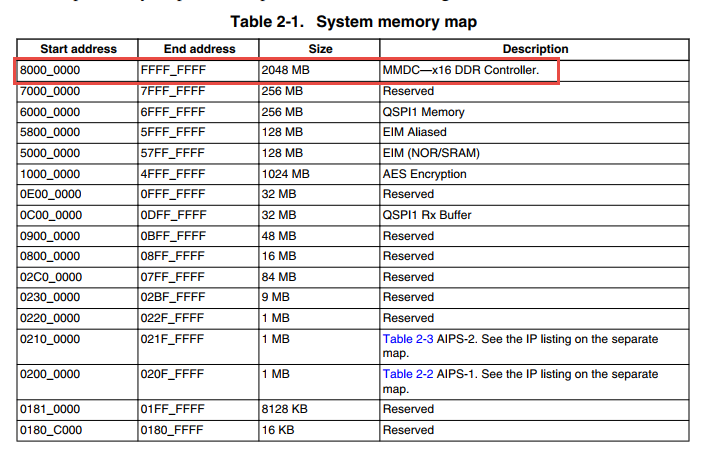 Table 2-1. System memory map
Start address End address Size Description
8000_0000 FFFF_FFFF 2048 MB MMDC—x16 DDR Controller.
7000_0000 7FFF_FFFF 256 MB Reserved
6000_0000 6FFF_FFFF 256 MB QSPI1 Memory
5800_0000 5FFF_FFFF 128 MB EIM Aliased
5000_0000 57FF_FFFF 128 MB EIM (NOR/SRAM)
1000_0000 4FFF_FFFF 1024 MB AES Encryption
0E00_0000 0FFF_FFFF 32 MB Reserved
0C00_0000 0DFF_FFFF 32 MB QSPI1 Rx Buffer
0900_0000 0BFF_FFFF 48 MB Reserved
0800_0000 08FF_FFFF 16 MB Reserved
02C0_0000 07FF_FFFF 84 MB Reserved
0230_0000 02BF_FFFF 9 MB Reserved
0220_0000 022F_FFFF 1 MB Reserved
0210_0000 021F_FFFF 1 MB Table 2-3 AIPS-2. See the IP listing on the separate
map.
0200_0000 020F_FFFF 1 MB Table 2-2 AIPS-1. See the IP listing on the separate
map.
0181_0000 01FF_FFFF 8128 KB Reserved
0180_C000 0180_FFFF 16 KB Reserved